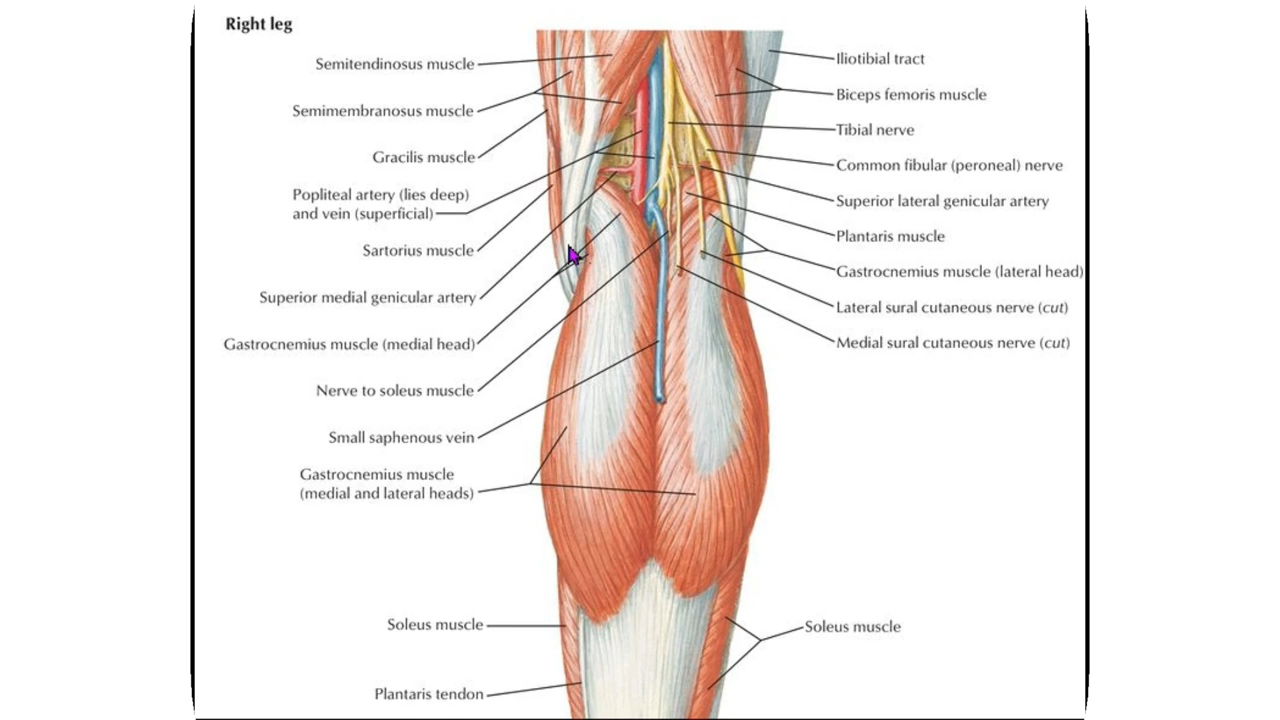 Right leg
Semitendinosus muscle
Semimembranosus muscle
Gracilis muscle
Popliteal artery (lies deep)
and vein (superficial)
Sartorius muscle
Superior medial genicular artery
Gastrocnemius muscle (medial head)
Nerve to soleus muscle
Small saphenous vein
Gastrocnemius muscle
(medial and lateral heads)
Soleus muscle
Plantaris tendon
Iliotibial tract
Biceps femoris muscle
Tibial nerve
Common fibular (peroneal) nerve
Superior lateral genicular artery
Plantaris muscle
Gastrocnemius muscle (lateral head)
Lateral sural cutaneous nerve (cut)
Medial sural cutaneous nerve (cut)
Soleus muscle